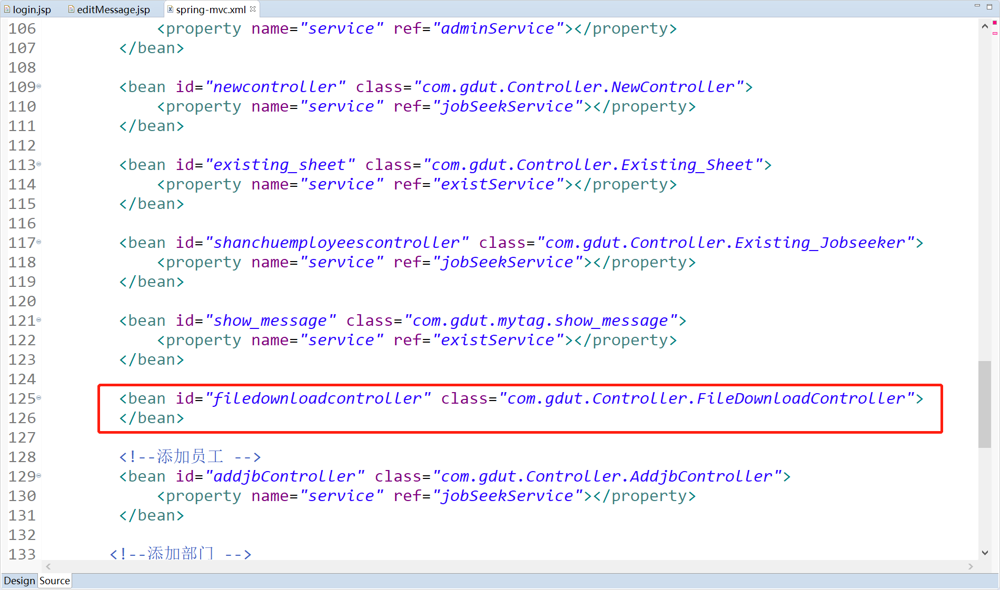 login.jsp editMessage.jsp spring-mvc.xml
106 <property name="service" ref="adminService"></property>
107 </bean>
108
109 <bean id="newcontroller" class="com.gdut.Controller.NewController">
110 <property name="service" ref="jobSeekService"></property>
111 </bean>
112
113 <bean id="existing_sheet" class="com.gdut.Controller.Existing_Sheet">
114 <property name="service" ref="existService"></property>
115 </bean>
116
117 <bean id="shanchuemployeescontroller" class="com.gdut.Controller.Existing_Jobseeker">
118 <property name="service" ref="jobSeekService"></property>
119 </bean>
120
121 <bean id="show_message" class="com.gdut.mytag.show_message">
122 <property name="service" ref="existService"></property>
123 </bean>
124
125 <bean id="filedownloadcontroller" class="com.gdut.Controller.FileDownloadController">
126 </bean>
127
128 <!--添加员工 -->
129 <bean id="addjbController" class="com.gdut.Controller.AddjbController">
130 <property name="service" ref="jobSeekService"></property>
131 </bean>
132
133 <!--添加部门 -->
Design Source